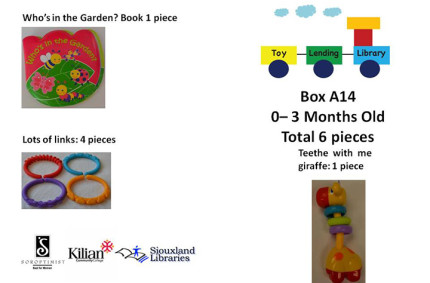 Who's in the Garden? Book 1 piece
Who's in the Garden?
Lots of links: 4 pieces
S
SOROPTIMIST
Best for Women
Kilian
Community College
Siouxland
Libraries
Toy Lending Library
Box A14
0– 3 Months Old
Total 6 pieces
Teethe with me
giraffe: 1 piece